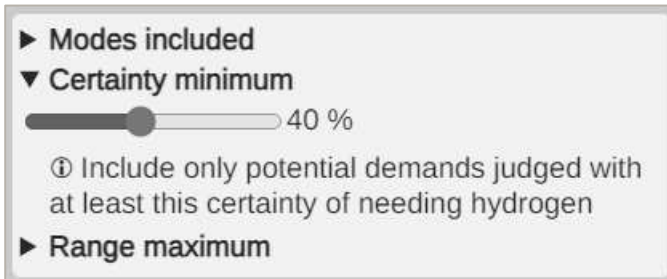 ▶ Modes included
▼ Certainty minimum
40 %
🛈 Include only potential demands judged with
at least this certainty of needing hydrogen
▶ Range maximum